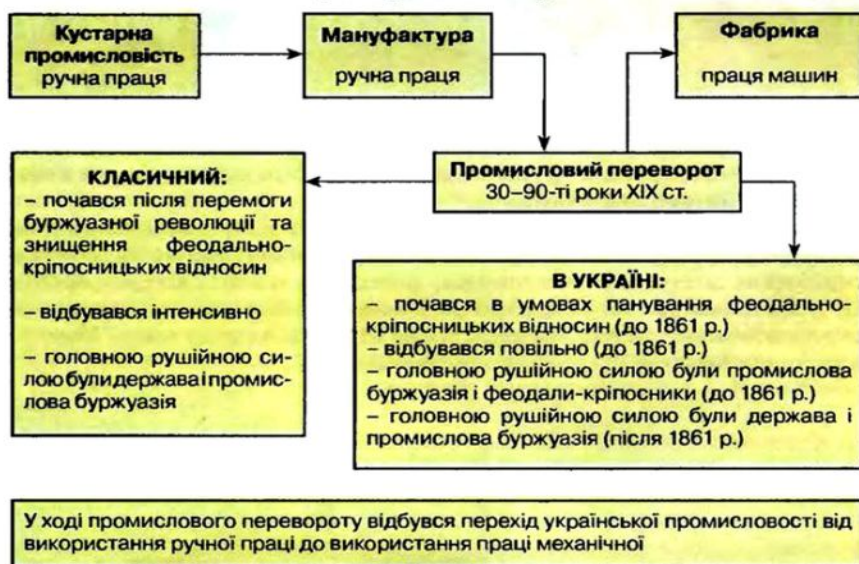 Кустарна
промисловість
ручна праця
Мануфактура
ручна праця
Фабрика
праця машин
Промисловий переворот
30–90-ті роки XIX ст.
КЛАСИЧНИЙ:
– почався після перемоги
буржуазної революції та
знищення феодально-
кріпосницьких відносин
– відбувався інтенсивно
– головною рушійною си-
лою були держава і промис-
лова буржуазія
В УКРАЇНІ:
– почався в умовах панування феодально-
кріпосницьких відносин (до 1861 р.)
– відбувався повільно (до 1861 р.)
– головною рушійною силою були промислова
буржуазія і феодали-кріпосники (до 1861 р.)
– головною рушійною силою були держава і
промислова буржуазія (після 1861 р.)
У ході промислового перевороту відбувся перехід української промисловості від
використання ручної праці до використання праці механічної